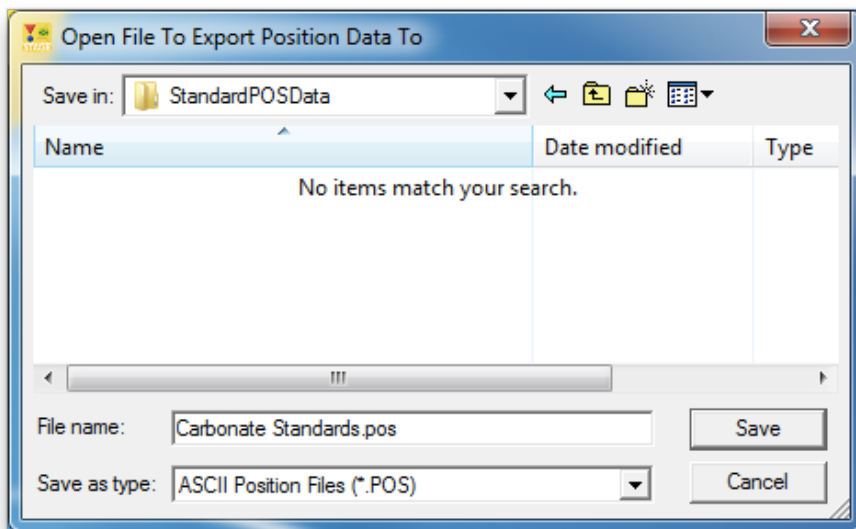 Open File To Export Position Data To
Save in: StandardPOSData
Name Date modified Type
No items match your search.
File name: Carbonate Standards.pos Save
Save as type: ASCII Position Files (*.POS) Cancel